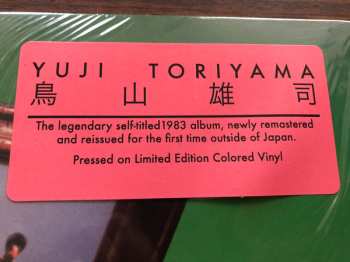 YUJI TORIYAMA
鳥山雄司
The legendary self-titled1983 album, newly remastered
and reissued for the first time outside of Japan.
Pressed on Limited Edition Colored Vinyl